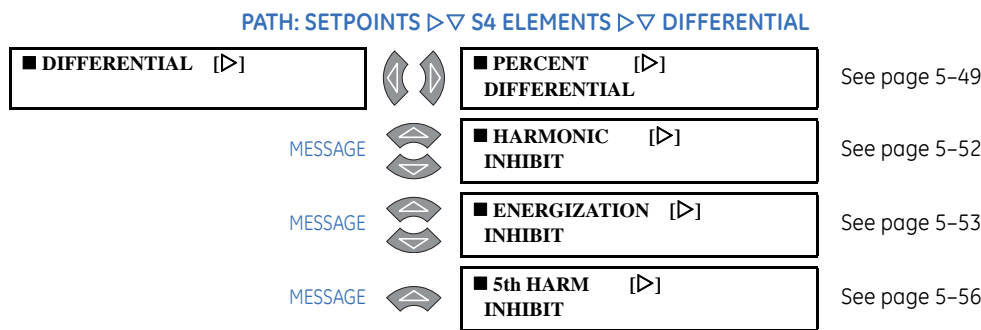 PATH: SETPOINTS ▷▽ S4 ELEMENTS ▷▽ DIFFERENTIAL
■ DIFFERENTIAL [▷]
■ PERCENT [▷]
DIFFERENTIAL
See page 5–49
MESSAGE
■ HARMONIC [▷]
INHIBIT
See page 5–52
MESSAGE
■ ENERGIZATION [▷]
INHIBIT
See page 5–53
MESSAGE
■ 5th HARM [▷]
INHIBIT
See page 5–56